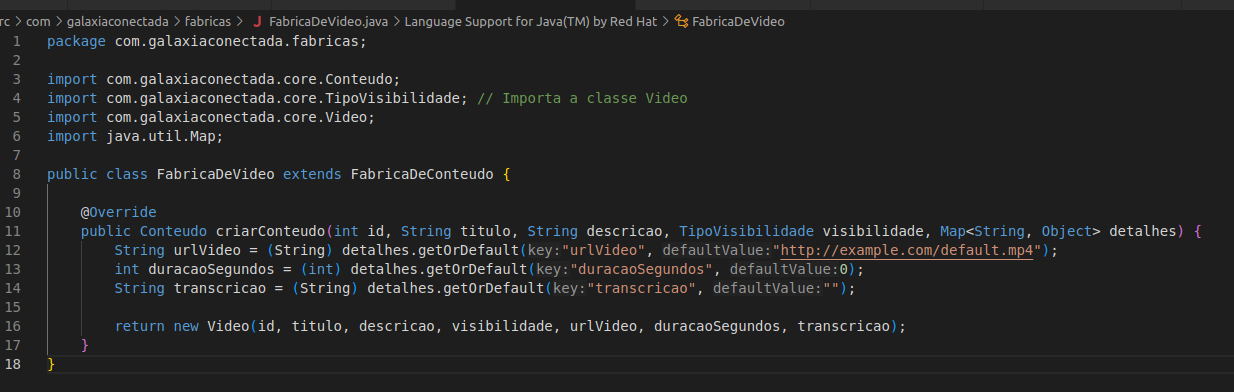 rc > com > galaxiaconectada > fabricas > J FabricaDeVideo.java > Language Support for Java(TM) by Red Hat > FabricaDeVideo
1 package com.galaxiaconectada.fabricas;
2
3 import com.galaxiaconectada.core.Conteudo;
4 import com.galaxiaconectada.core.TipoVisibilidade; // Importa a classe Video
5 import com.galaxiaconectada.core.Video;
6 import java.util.Map;
7
8 public class FabricaDeVideo extends FabricaDeConteudo {
9
10     @Override
11     public Conteudo criarConteudo(int id, String titulo, String descricao, TipoVisibilidade visibilidade, Map<String, Object> detalhes) {
12         String urlVideo = (String) detalhes.getOrDefault(key:"urlVideo", defaultValue:"http://example.com/default.mp4");
13         int duracaoSegundos = (int) detalhes.getOrDefault(key:"duracaoSegundos", defaultValue:0);
14         String transcricao = (String) detalhes.getOrDefault(key:"transcricao", defaultValue:"");
15
16         return new Video(id, titulo, descricao, visibilidade, urlVideo, duracaoSegundos, transcricao);
17     }
18 }